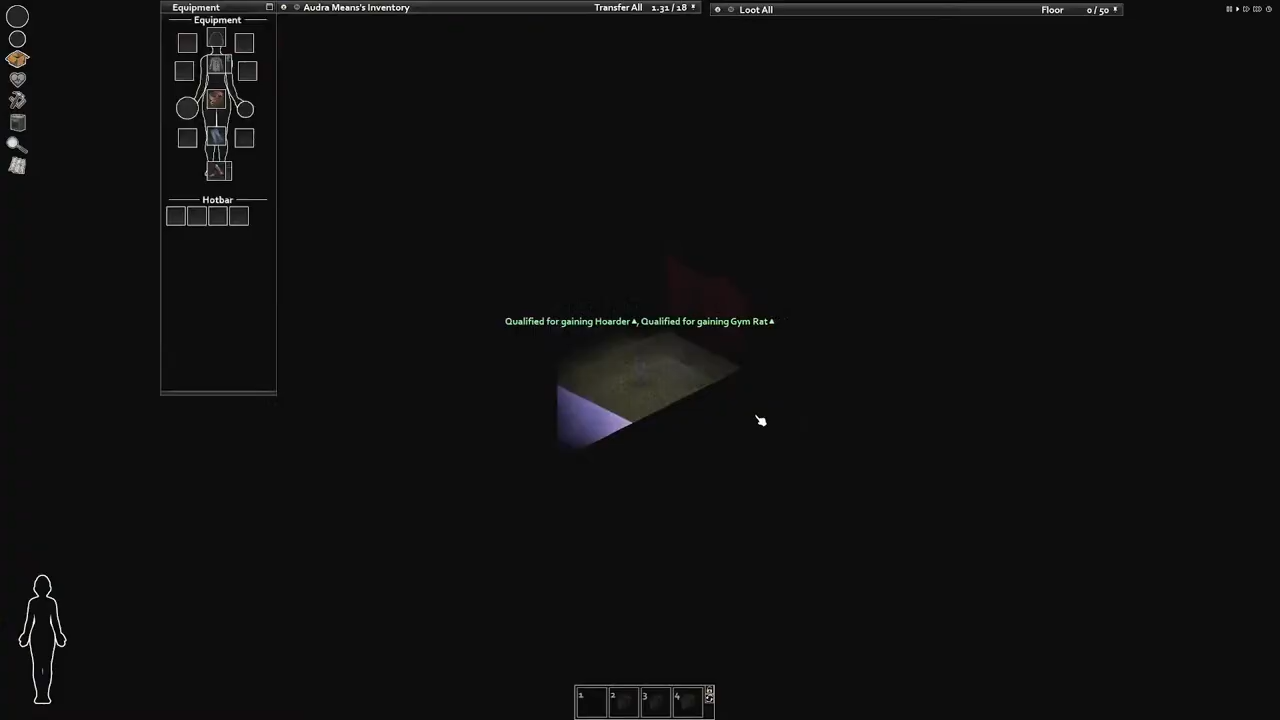 Equipment
Audra Means's Inventory
Transfer All 1.31 / 18
Loot All
Floor 0 / 50
Equipment
Hotbar
Qualified for gaining Hoarder ▲, Qualified for gaining Gym Rat ▲
1 2 3 4